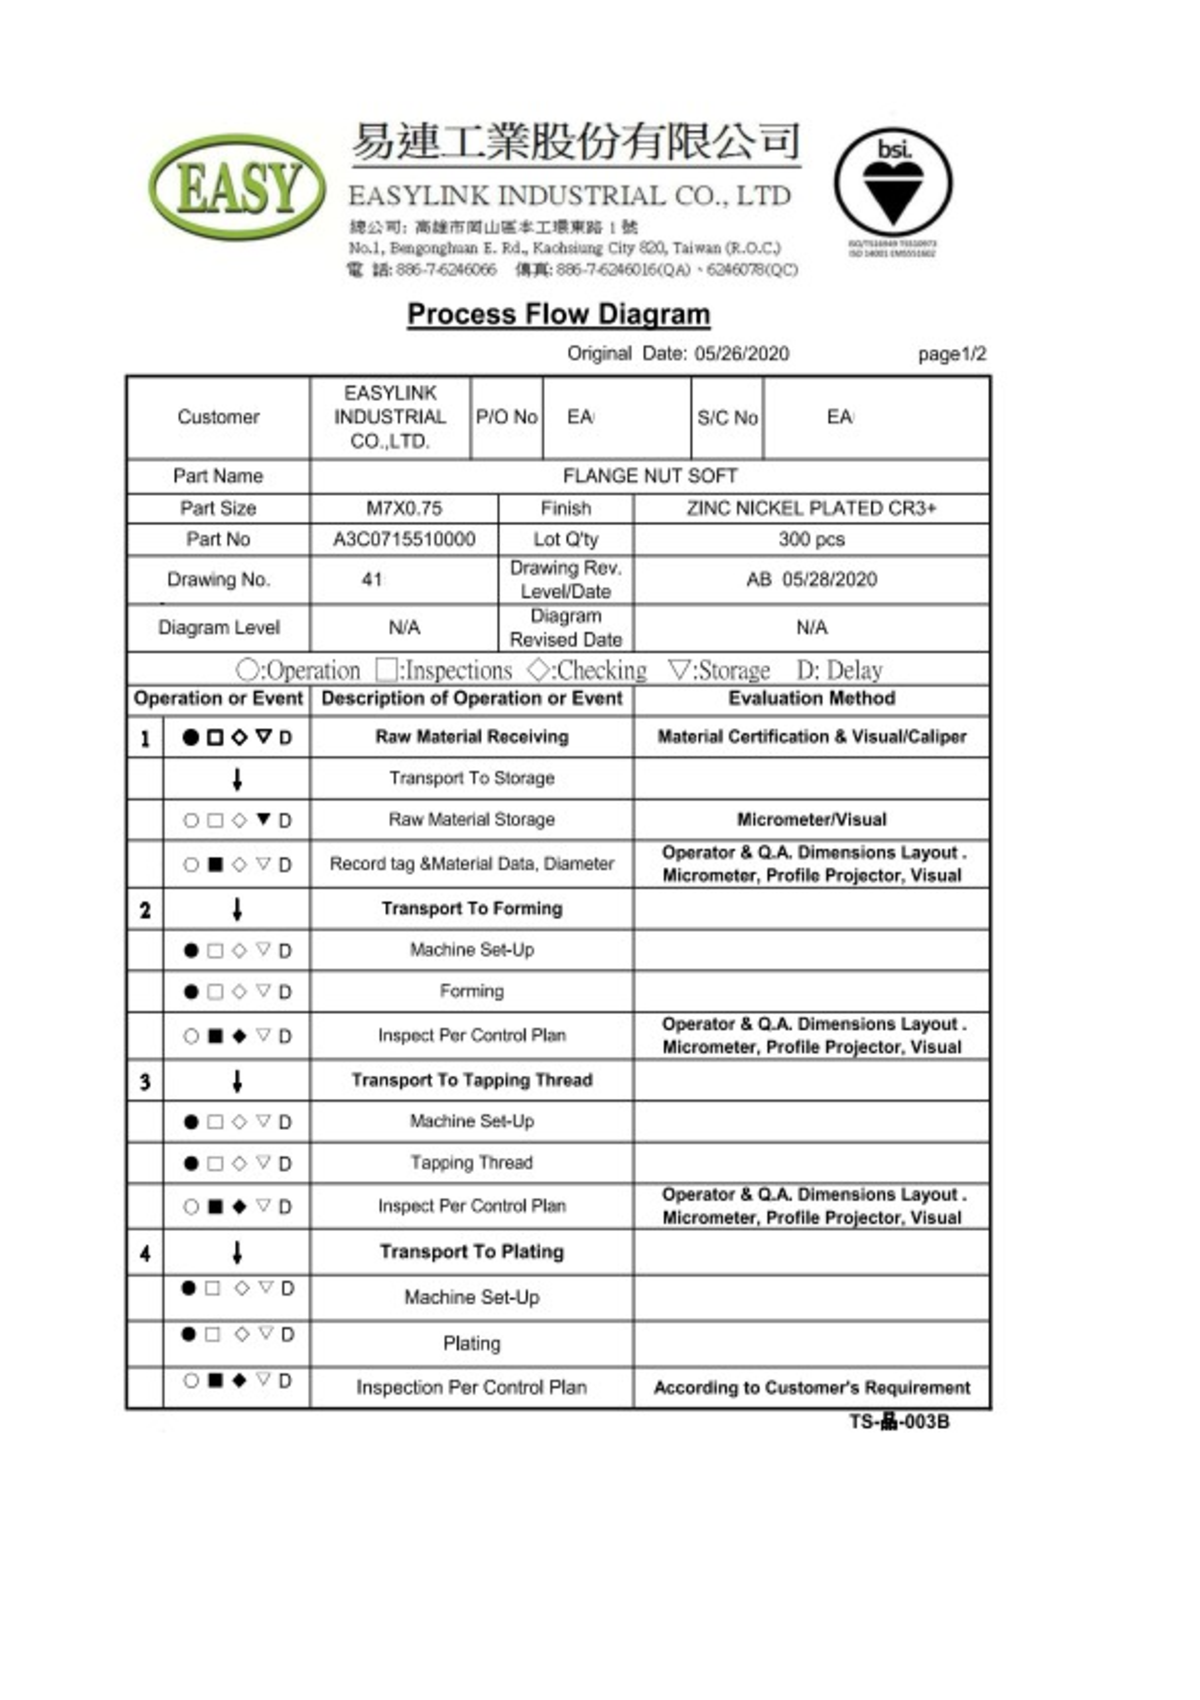 EASY
易連工業股份有限公司
EASYLINK INDUSTRIAL CO., LTD
總公司: 高雄市岡山區本工環東路 1 號
No.1, Bengonghuan E. Rd., Kaohsiung City 820, Taiwan (R.O.C.)
電 話: 886-7-6246066 傳真: 886-7-6246016(QA)、6246078(QC)
bsi.
Process Flow Diagram
Original Date: 05/26/2020 page1/2
Customer EASYLINK INDUSTRIAL CO.,LTD. P/O No EA S/C No EA
Part Name FLANGE NUT SOFT
Part Size M7X0.75 Finish ZINC NICKEL PLATED CR3+
Part No A3C0715510000 Lot Q'ty 300 pcs
Drawing No. 41 Drawing Rev. Level/Date AB 05/28/2020
Diagram Level N/A Diagram Revised Date N/A
○:Operation □:Inspections ◇:Checking ▽:Storage D: Delay
Operation or Event Description of Operation or Event Evaluation Method
1 ● □ ◇ ▽ D Raw Material Receiving Material Certification & Visual/Caliper
↓ Transport To Storage
○ □ ◇ ▼ D Raw Material Storage Micrometer/Visual
○ ■ ◇ ▽ D Record tag &Material Data, Diameter Operator & Q.A. Dimensions Layout . Micrometer, Profile Projector, Visual
2 ↓ Transport To Forming
● □ ◇ ▽ D Machine Set-Up
● □ ◇ ▽ D Forming
○ ■ ◆ ▽ D Inspect Per Control Plan Operator & Q.A. Dimensions Layout . Micrometer, Profile Projector, Visual
3 ↓ Transport To Tapping Thread
● □ ◇ ▽ D Machine Set-Up
● □ ◇ ▽ D Tapping Thread
○ ■ ◆ ▽ D Inspect Per Control Plan Operator & Q.A. Dimensions Layout . Micrometer, Profile Projector, Visual
4 ↓ Transport To Plating
● □ ◇ ▽ D Machine Set-Up
● □ ◇ ▽ D Plating
○ ■ ◆ ▽ D Inspection Per Control Plan According to Customer's Requirement
TS-品-003B